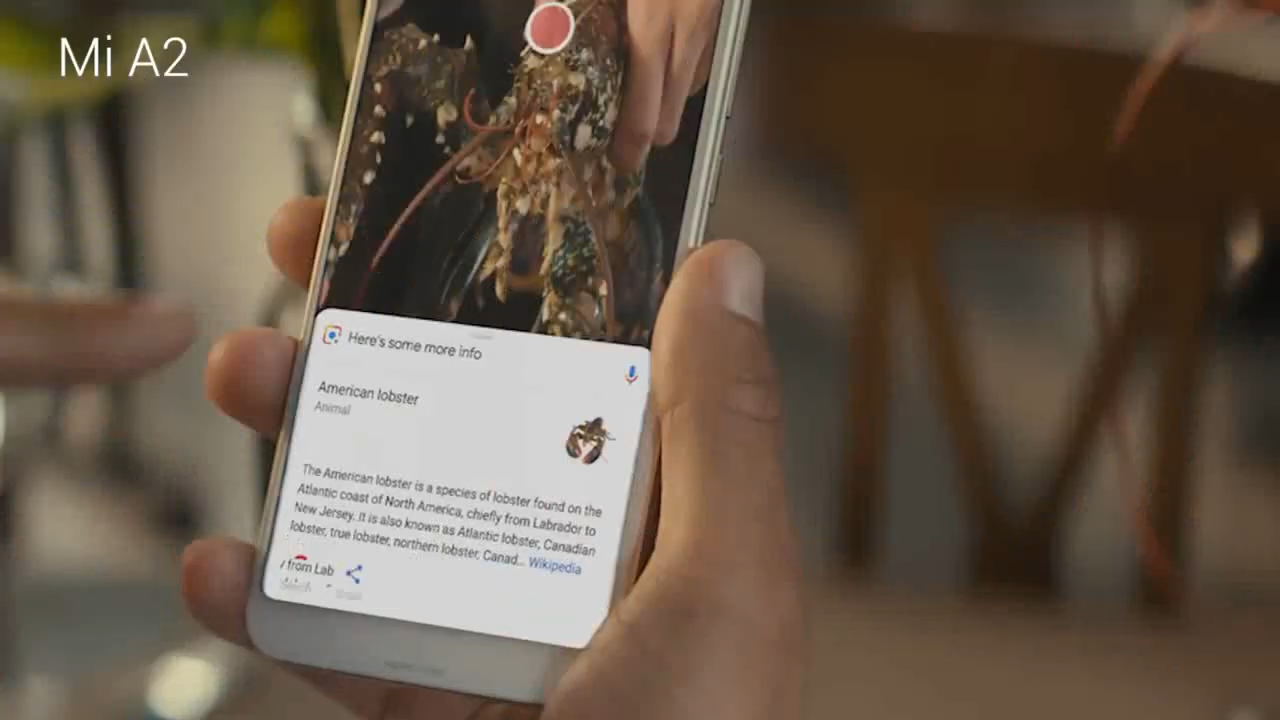 Mi A2
Here's some more info
American lobster
Animal
The American lobster is a species of lobster found on the
Atlantic coast of North America, chiefly from Labrador to
New Jersey. It is also known as Atlantic lobster, Canadian
lobster, true lobster, northern lobster, Canad... Wikipedia
from Lab